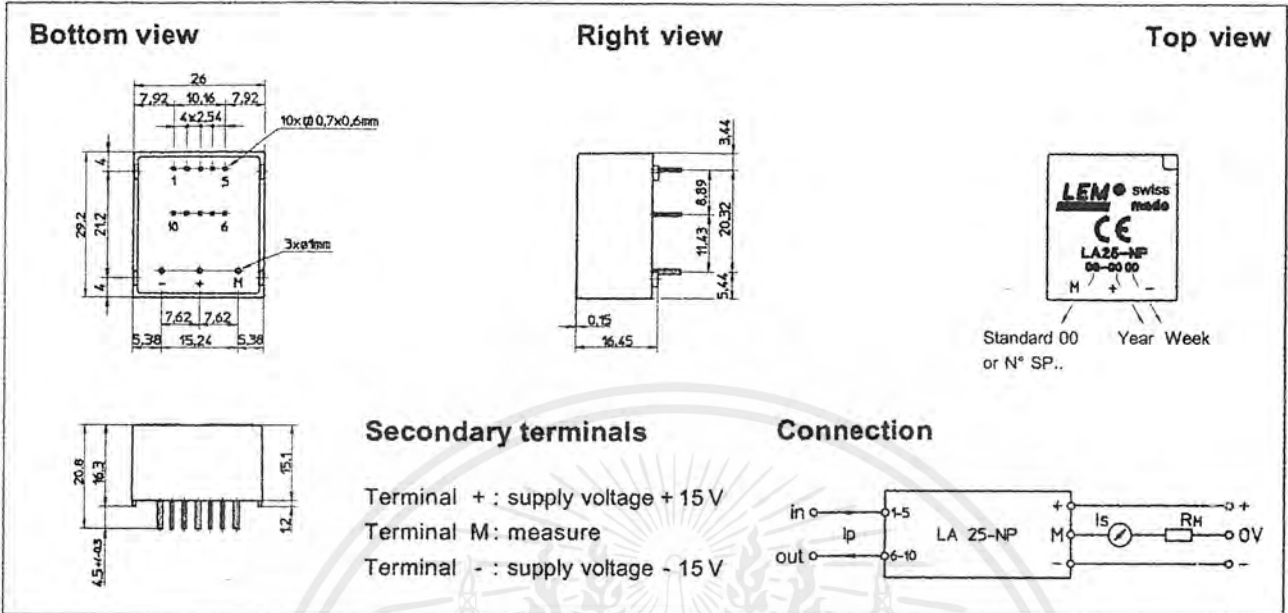 Bottom view
Right view
Top view
26
7,92 10,16 7,92
4x2,54
10xφ0,7x0,6mm
4
29,2
21,2
4
1 5
10 6
3xø1mm
- + M
7,62 7,62
5,38 15,24 5,38
3,44
8,89
20,32
11,43
5,44
0,15
16,45
LEM swiss
made
CE
LA25-NP
00-00 00
M + -
Standard 00 Year Week
or N° SP..
20,8
16,3
15,1
1,2
4,5+-0,3
Secondary terminals
Terminal + : supply voltage + 15 V
Terminal M : measure
Terminal - : supply voltage - 15 V
Connection
in 1-5
Ip
out 6-10
LA 25-NP
+ +
M Is RM 0V
- -